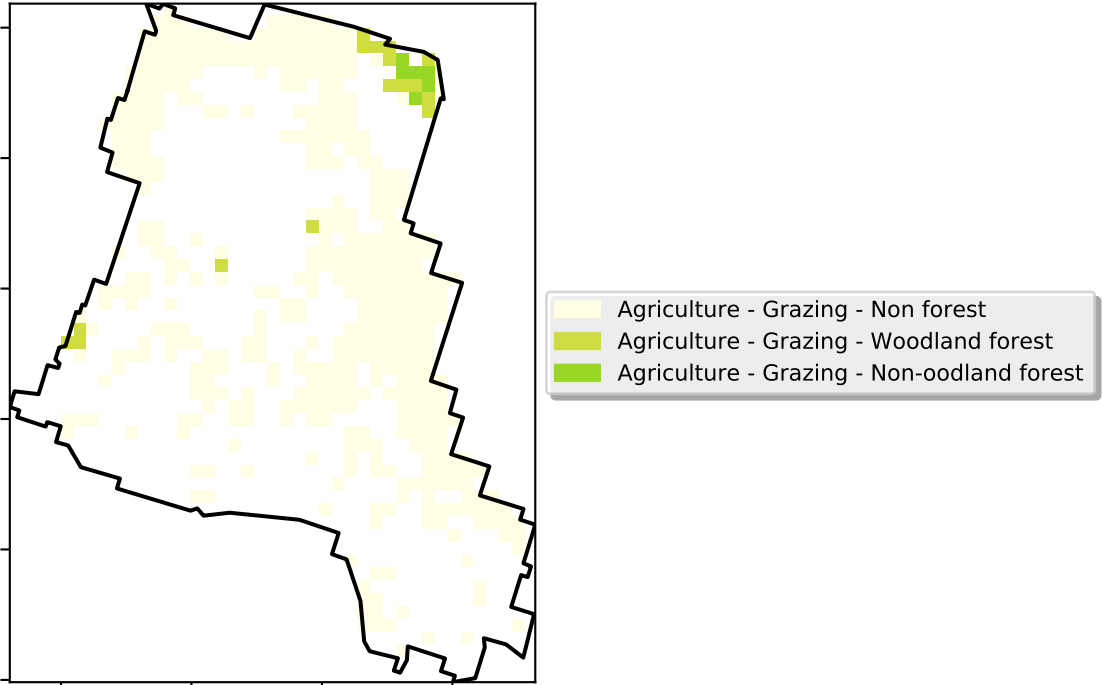 Agriculture - Grazing - Non forest
Agriculture - Grazing - Woodland forest
Agriculture - Grazing - Non-oodland forest